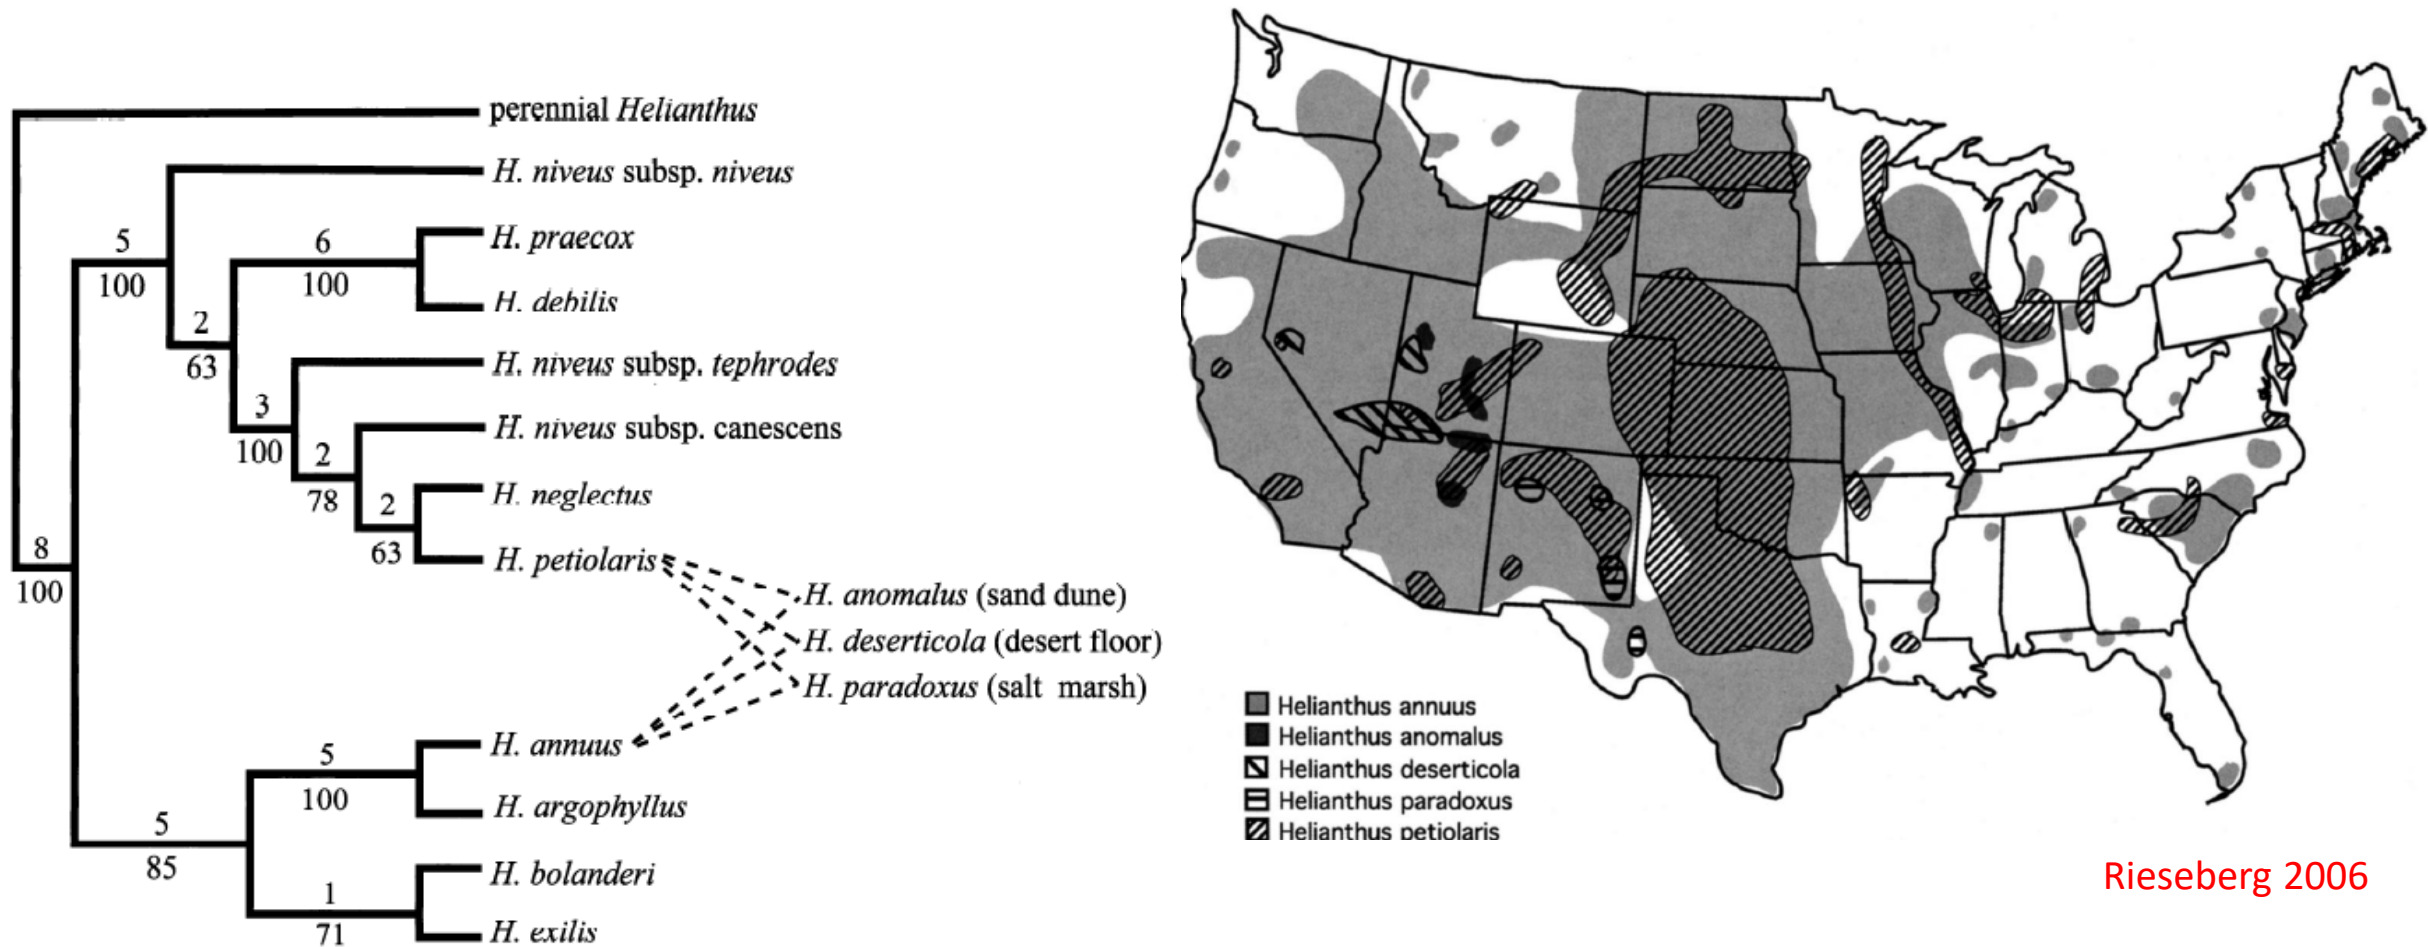 perennial Helianthus
H. niveus subsp. niveus
5
6
H. praecox
100
100
H. debilis
2
63
H. niveus subsp. tephrodes
3
100
2
H. niveus subsp. canescens
78
2
H. neglectus
63
H. petiolaris
8
100
H. anomalus (sand dune)
H. deserticola (desert floor)
H. paradoxus (salt marsh)
H. annuus
5
100
H. argophyllus
5
85
H. bolanderi
1
71
H. exilis
Helianthus annuus
Helianthus anomalus
Helianthus deserticola
Helianthus paradoxus
Helianthus petiolaris
Rieseberg 2006